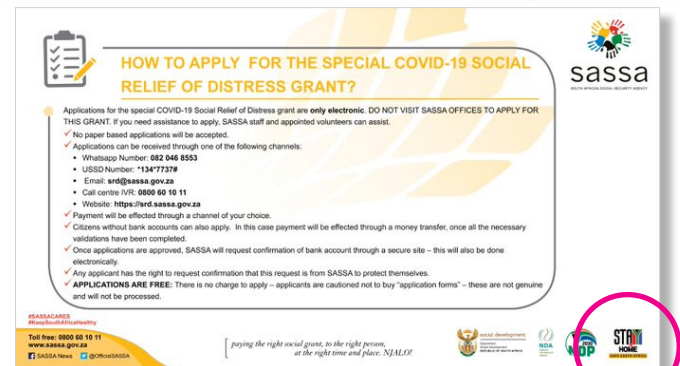 HOW TO APPLY FOR THE SPECIAL COVID-19 SOCIAL
RELIEF OF DISTRESS GRANT?
sassa
SOUTH AFRICAN SOCIAL SECURITY AGENCY
Applications for the special COVID-19 Social Relief of Distress grant are only electronic. DO NOT VISIT SASSA OFFICES TO APPLY FOR
THIS GRANT. If you need assistance to apply, SASSA staff and appointed volunteers can assist.
✓ No paper based applications will be accepted.
✓ Applications can be received through one of the following channels:
• Whatsapp Number: 082 046 8553
• USSD Number: *134*7737#
• Email: srd@sassa.gov.za
• Call centre IVR: 0800 60 10 11
• Website: https://srd.sassa.gov.za
✓ Payment will be effected through a channel of your choice.
✓ Citizens without bank accounts can also apply. In this case payment will be effected through a money transfer, once all the necessary
validations have been completed.
✓ Once applications are approved, SASSA will request confirmation of bank account through a secure site – this will also be done
electronically.
✓ Any applicant has the right to request confirmation that this request is from SASSA to protect themselves.
✓ APPLICATIONS ARE FREE: There is no charge to apply – applicants are cautioned not to buy “application forms” – these are not genuine
and will not be processed.
#SASSACARES
#KeepSouthAfricaHealthy
Toll free: 0800 60 10 11
www.sassa.gov.za
SASSA News @OfficialSASSA
paying the right social grant, to the right person,
at the right time and place. NJALO!
social development
Department:
Social Development
REPUBLIC OF SOUTH AFRICA
NDA
2030
NDP
STAY
HOME
SAVE SOUTH AFRICA